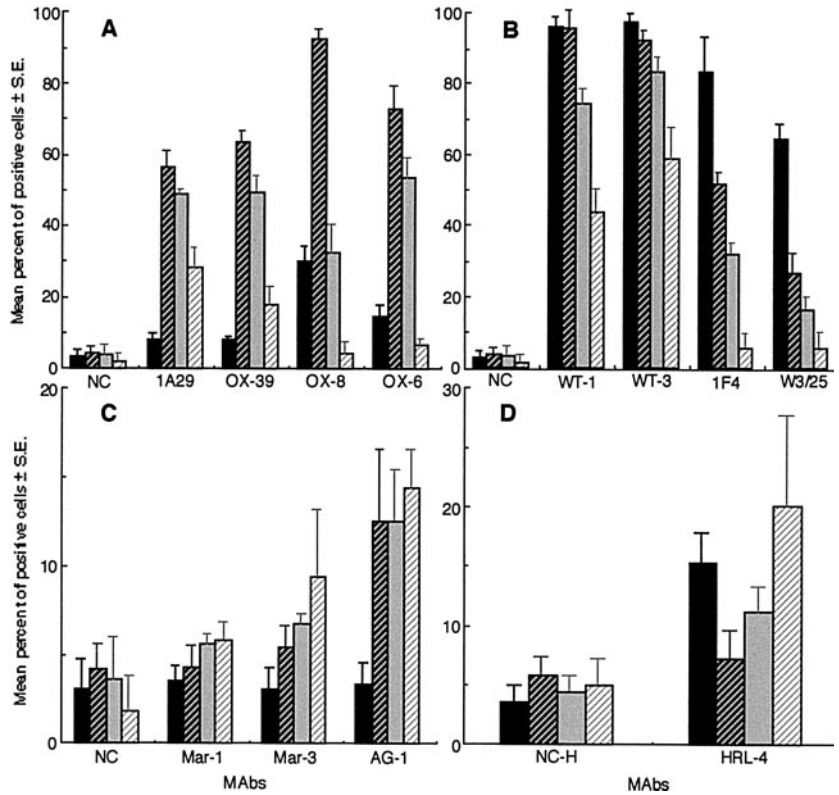 A
Mean percent of positive cells ± S.E.
100
80
60
40
20
0
NC 1A29 OX-39 OX-8 OX-6
B
100
80
60
40
20
0
NC WT-1 WT-3 1F4 W3/25
C
Mean percent of positive cells ± S.E.
20
10
0
NC Mar-1 Mar-3 AG-1
MAbs
D
30
20
10
0
NC-H HRL-4
MAbs